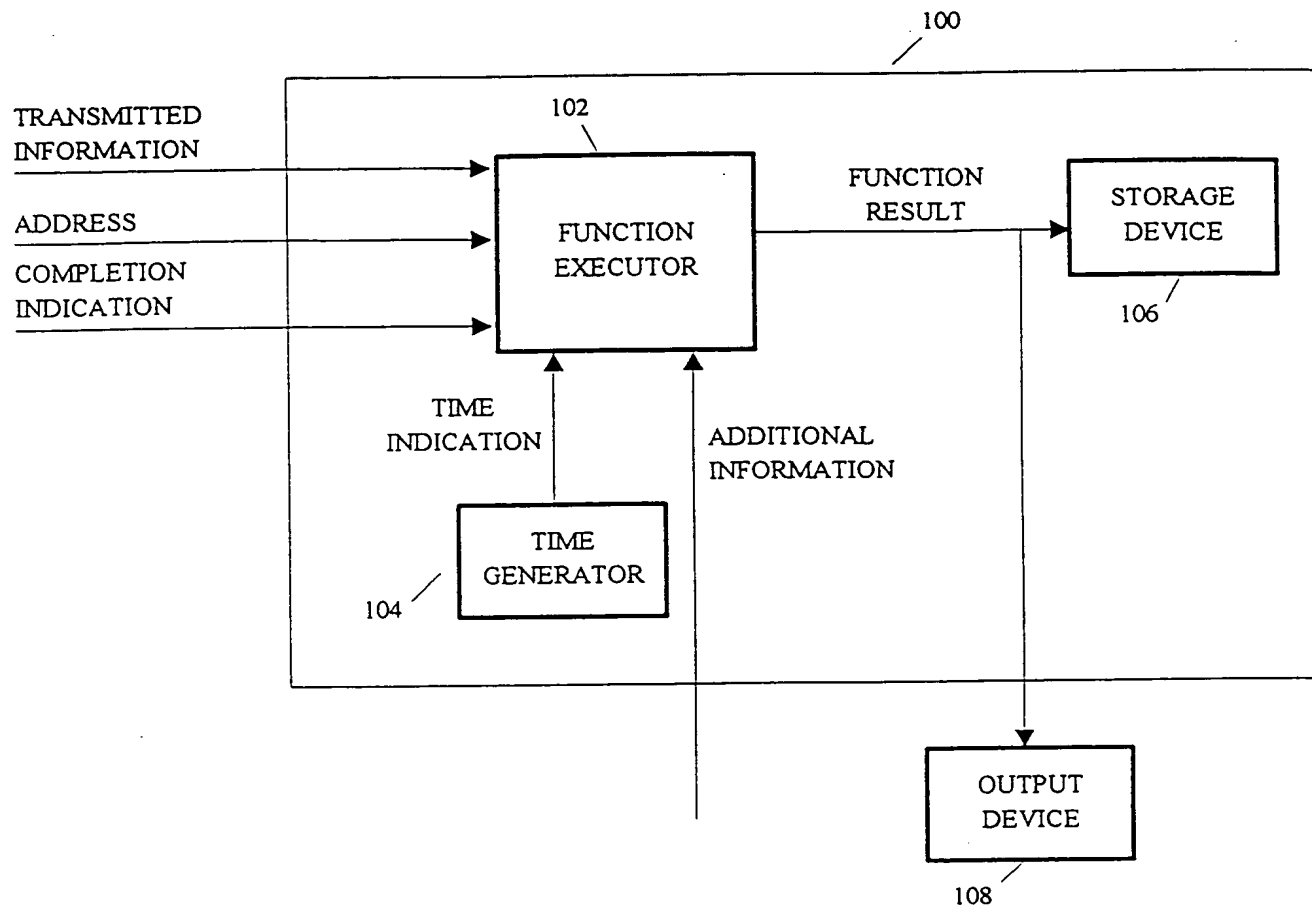 100
TRANSMITTED
INFORMATION
102
ADDRESS
COMPLETION
INDICATION
FUNCTION
EXECUTOR
FUNCTION
RESULT
STORAGE
DEVICE
106
TIME
INDICATION
ADDITIONAL
INFORMATION
TIME
GENERATOR
104
OUTPUT
DEVICE
108